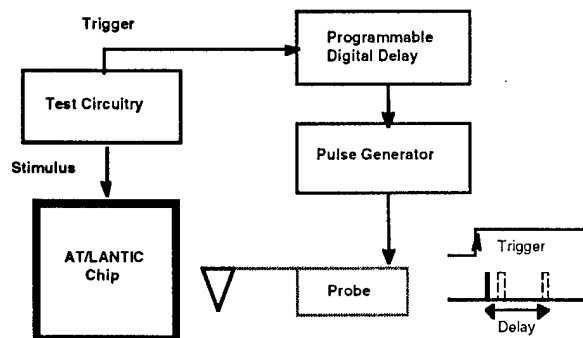 Trigger
Programmable
Digital Delay
Test Circuitry
Pulse Generator
Stimulus
AT/LANTIC
Chip
Probe
Trigger
Delay